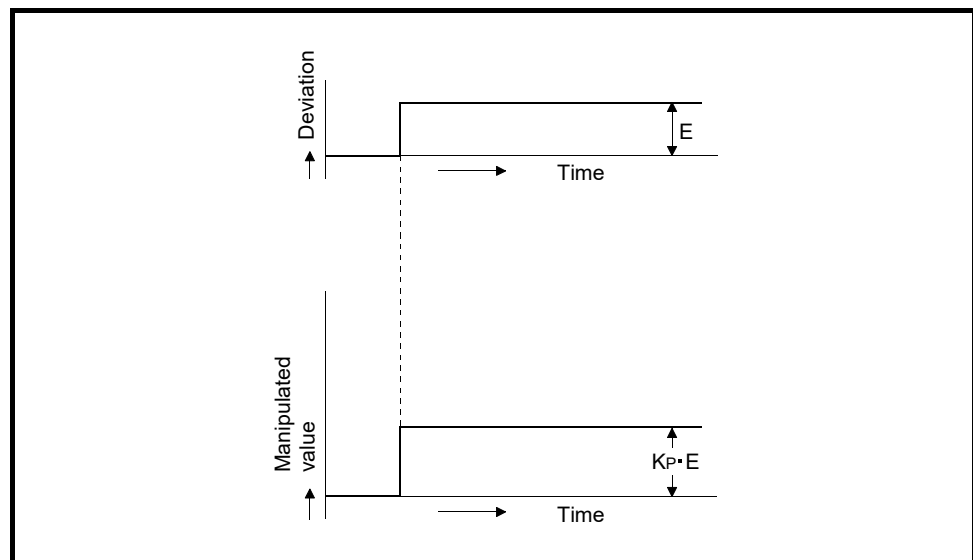 Deviation
E
Time
Manipulated
value
KP·E
Time